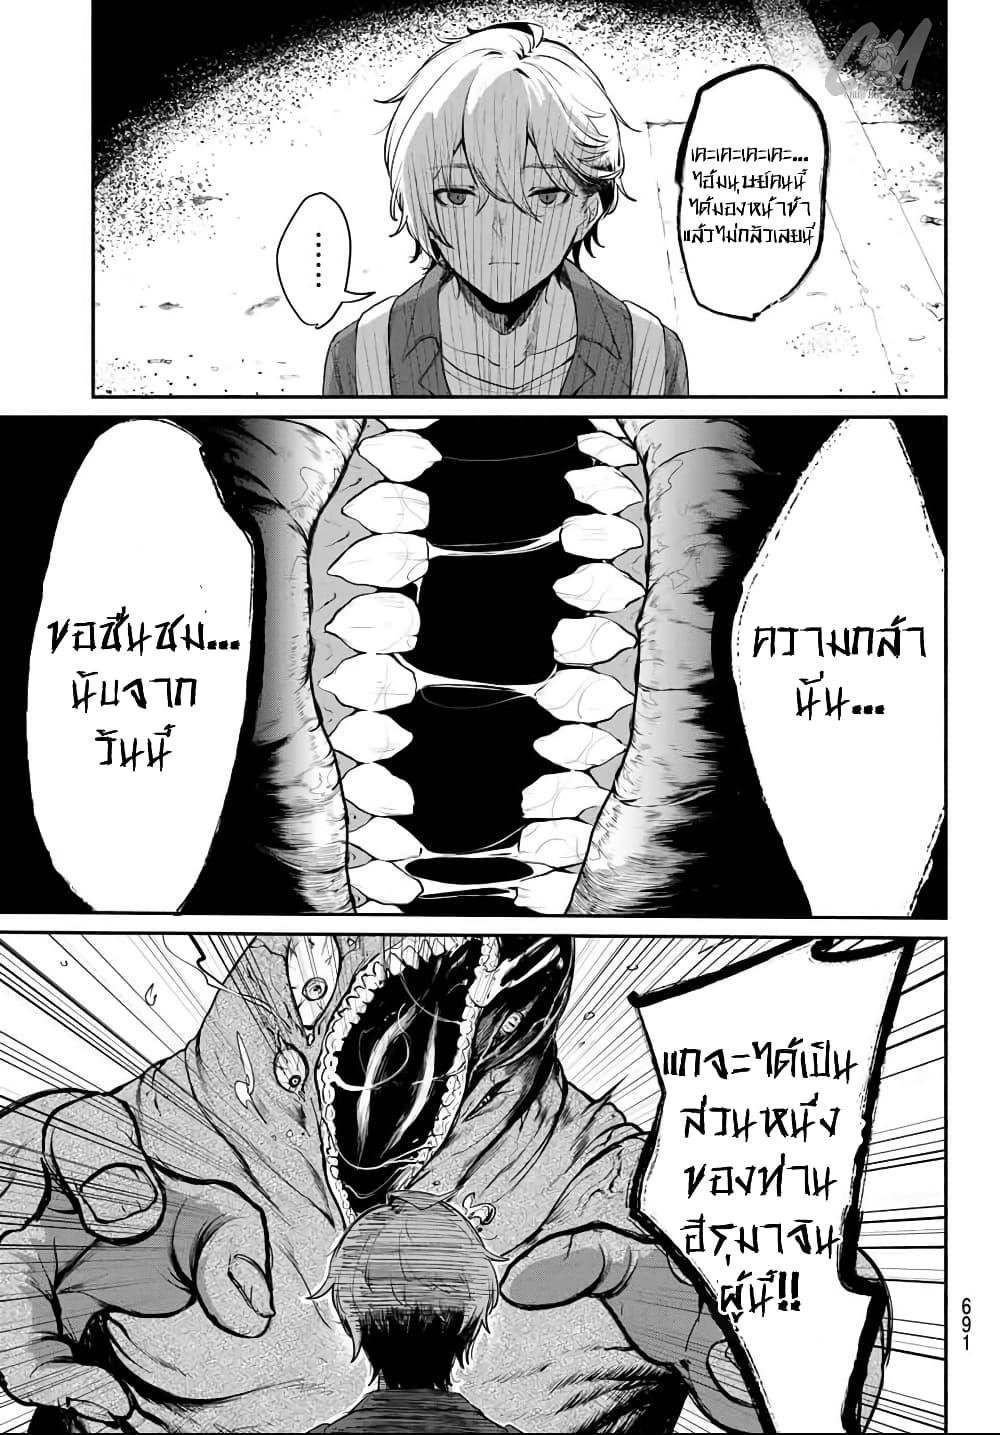 เคะเคะเคะเคะ...
ไอ้มนุษย์คนนี้
ได้มองหน้าข้า
แล้วไม่กลัวเลยนี่
......
ความกล้า
นั่น...
ขอชื่นชม...
นับจาก
วันนี้
แกจะได้เป็น
ส่วนหนึ่ง
ของท่าน
ฮิรุมาจิน
ผู้นี้!!
691